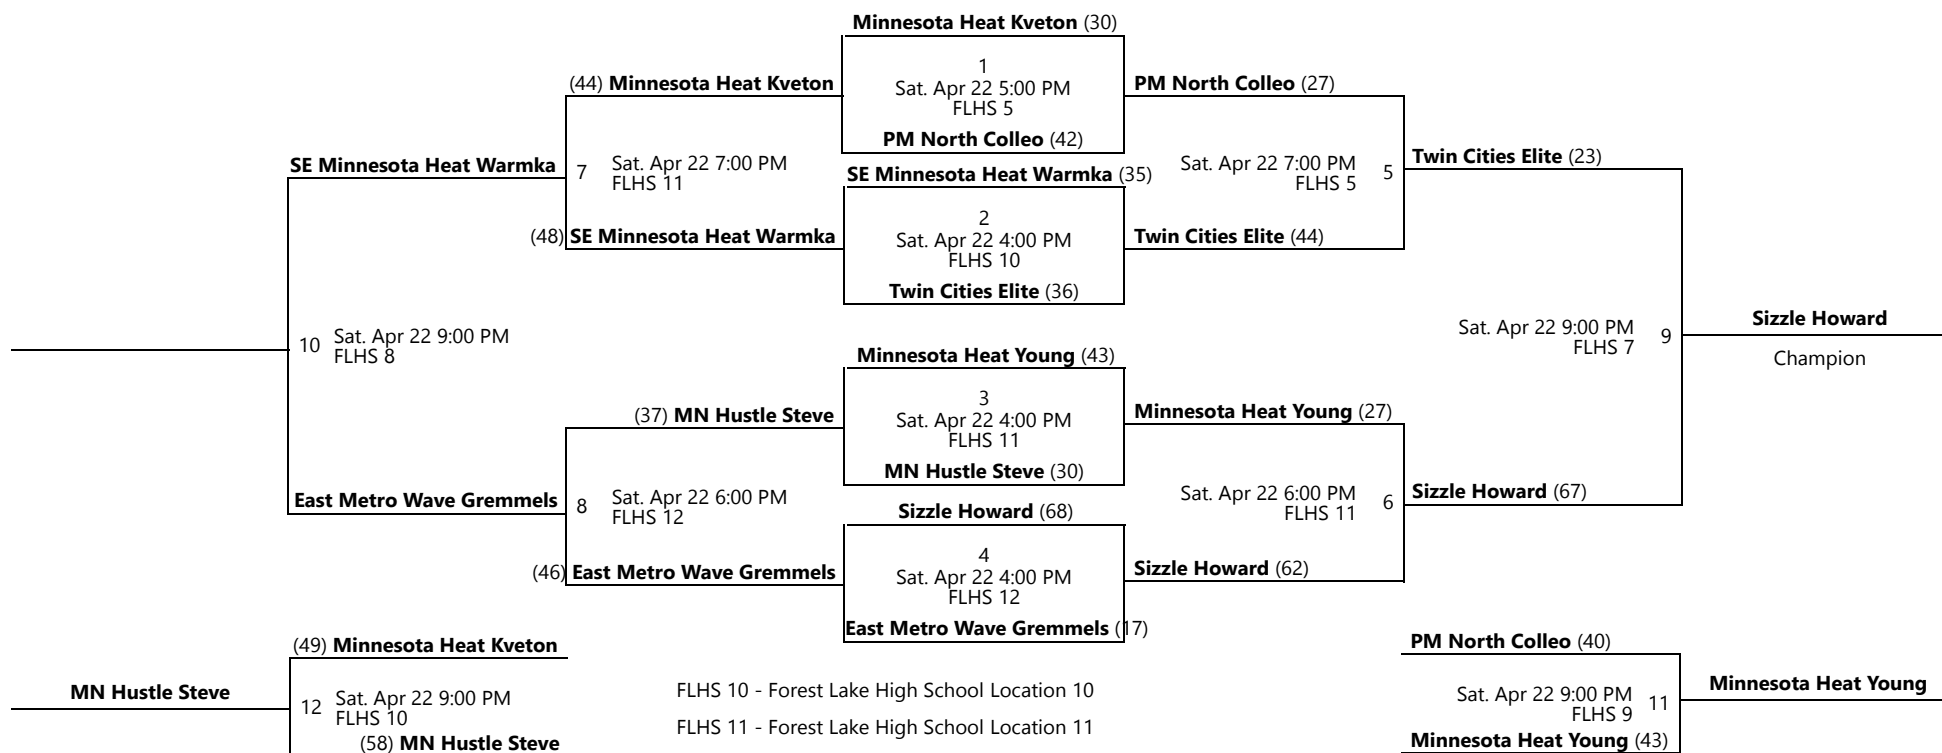 Minnesota Heat Kveton (30)
1
(44) Minnesota Heat Kveton
Sat. Apr 22 5:00 PM
PM North Colleo (27)
FLHS 5
PM North Colleo (42)
SE Minnesota Heat Warmka
7
Sat. Apr 22 7:00 PM
FLHS 11
SE Minnesota Heat Warmka (35)
Sat. Apr 22 7:00 PM
FLHS 5
5
Twin Cities Elite (23)
2
(48) SE Minnesota Heat Warmka
Sat. Apr 22 4:00 PM
Twin Cities Elite (44)
FLHS 10
Twin Cities Elite (36)
10
Sat. Apr 22 9:00 PM
FLHS 8
Sat. Apr 22 9:00 PM
FLHS 7
9
Sizzle Howard
Champion
Minnesota Heat Young (43)
3
(37) MN Hustle Steve
Sat. Apr 22 4:00 PM
Minnesota Heat Young (27)
FLHS 11
MN Hustle Steve (30)
East Metro Wave Gremmels
8
Sat. Apr 22 6:00 PM
FLHS 12
Sizzle Howard (68)
Sat. Apr 22 6:00 PM
FLHS 11
6
Sizzle Howard (67)
4
(46) East Metro Wave Gremmels
Sat. Apr 22 4:00 PM
Sizzle Howard (62)
FLHS 12
East Metro Wave Gremmels (17)
(49) Minnesota Heat Kveton
MN Hustle Steve
12
Sat. Apr 22 9:00 PM
FLHS 10
(58) MN Hustle Steve
FLHS 10 - Forest Lake High School Location 10
FLHS 11 - Forest Lake High School Location 11
PM North Colleo (40)
Sat. Apr 22 9:00 PM
FLHS 9
11
Minnesota Heat Young
Minnesota Heat Young (43)